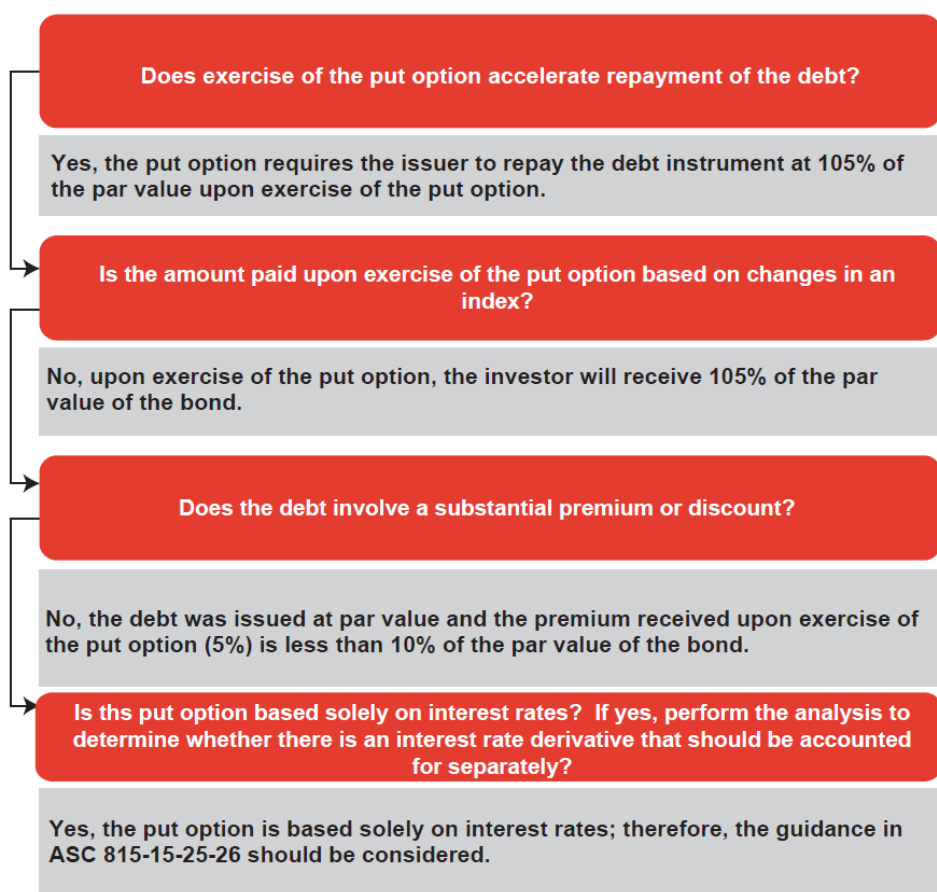 Does exercise of the put option accelerate repayment of the debt?
Yes, the put option requires the issuer to repay the debt instrument at 105% of
the par value upon exercise of the put option.
Is the amount paid upon exercise of the put option based on changes in an
index?
No, upon exercise of the put option, the investor will receive 105% of the par
value of the bond.
Does the debt involve a substantial premium or discount?
No, the debt was issued at par value and the premium received upon exercise of
the put option (5%) is less than 10% of the par value of the bond.
Is ths put option based solely on interest rates?  If yes, perform the analysis to
determine whether there is an interest rate derivative that should be accounted
for separately?
Yes, the put option is based solely on interest rates; therefore, the guidance in
ASC 815-15-25-26 should be considered.